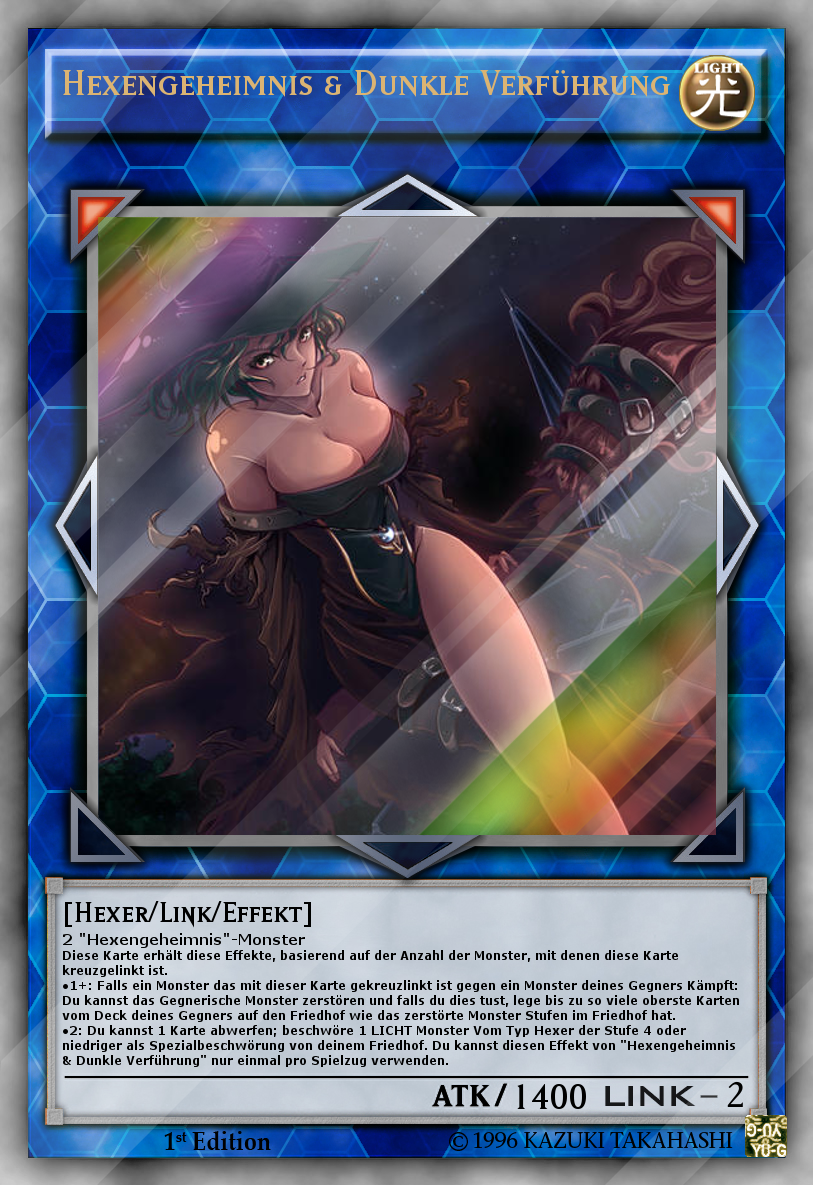 Hexengeheimnis & Dunkle Verführung
LIGHT
光
[Hexer/Link/Effekt]
2 "Hexengeheimnis"-Monster
Diese Karte erhält diese Effekte, basierend auf der Anzahl der Monster, mit denen diese Karte
kreuzgelinkt ist.
●1+: Falls ein Monster das mit dieser Karte gekreuzlinkt ist gegen ein Monster deines Gegners Kämpft:
Du kannst das Gegnerische Monster zerstören und falls du dies tust, lege bis zu so viele oberste Karten
vom Deck deines Gegners auf den Friedhof wie das zerstörte Monster Stufen im Friedhof hat.
●2: Du kannst 1 Karte abwerfen; beschwöre 1 LICHT Monster Vom Typ Hexer der Stufe 4 oder
niedriger als Spezialbeschwörung von deinem Friedhof. Du kannst diesen Effekt von "Hexengeheimnis
& Dunkle Verführung" nur einmal pro Spielzug verwenden.
ATK/1400 LINK-2
1st Edition
© 1996 KAZUKI TAKAHASHI
YU-G
YU-G